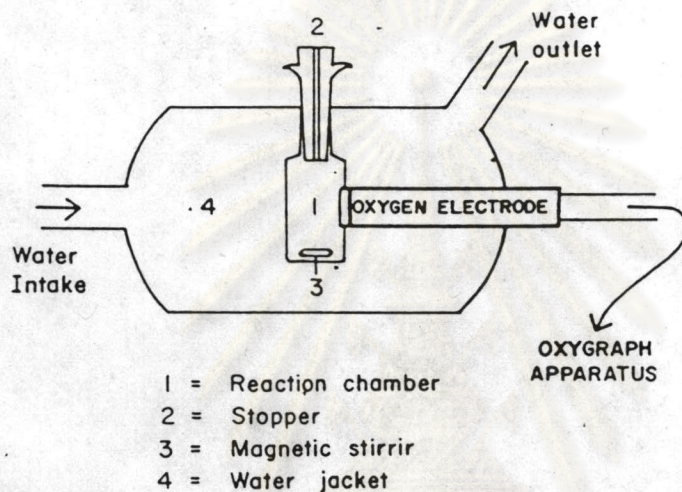 2
Water
outlet
4
1
OXYGEN ELECTRODE
Water
Intake
3
OXYGRAPH
APPARATUS
1 = Reaction chamber
2 = Stopper
3 = Magnetic stirrir
4 = Water jacket